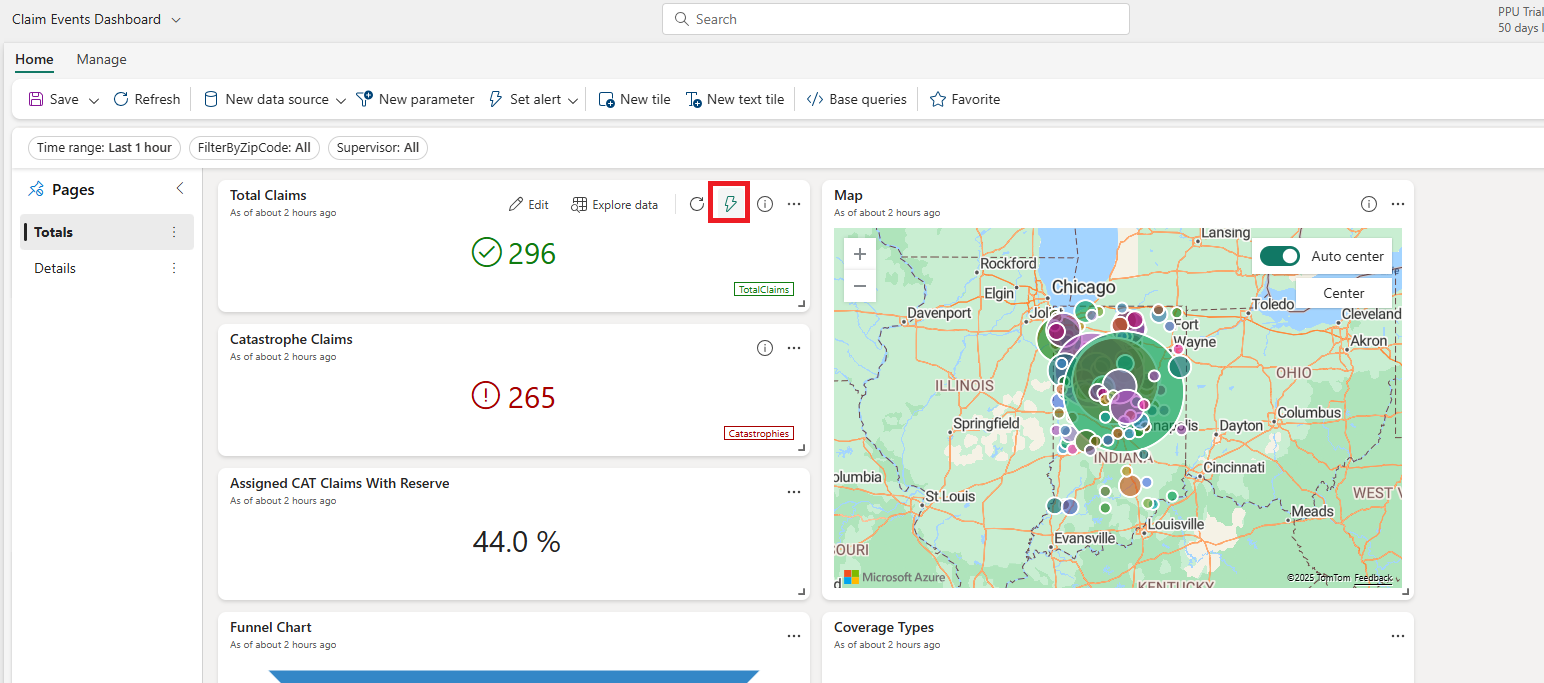 Claim Events Dashboard
Search
PPU Trial
50 days l
Home
Manage
Save
Refresh
New data source
New parameter
Set alert
New tile
New text tile
Base queries
Favorite
Time range: Last 1 hour
FilterByZipCode: All
Supervisor: All
Pages
Totals
Details
Total Claims
As of about 2 hours ago
Edit
Explore data
296
TotalClaims
Catastrophe Claims
As of about 2 hours ago
265
Catastrophies
Assigned CAT Claims With Reserve
As of about 2 hours ago
44.0 %
Funnel Chart
As of about 2 hours ago
Map
As of about 2 hours ago
Lansing
Auto center
Rockford
Center
Elgin
Chicago
Toledo
Davenport
Joli
Cleveland
Fort
Wayne
Akron
ILLINOIS
OHIO
Columbus
Springfield
anapolis
Dayton
INDIANA
Cincinnati
olumbia
St Louis
WEST V
Meads
Louisville
Evansville
OURI
Microsoft Azure
©2025 TomTom Feedback
KENTUCKY
Coverage Types
As of about 2 hours ago